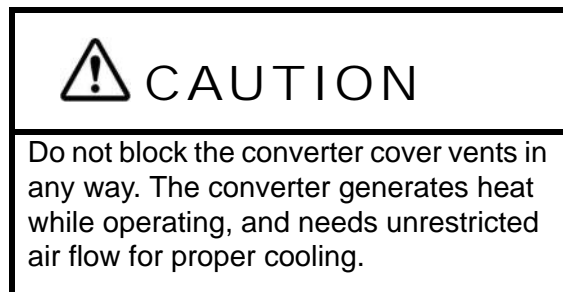 CAUTION
Do not block the converter cover vents in
any way. The converter generates heat
while operating, and needs unrestricted
air flow for proper cooling.